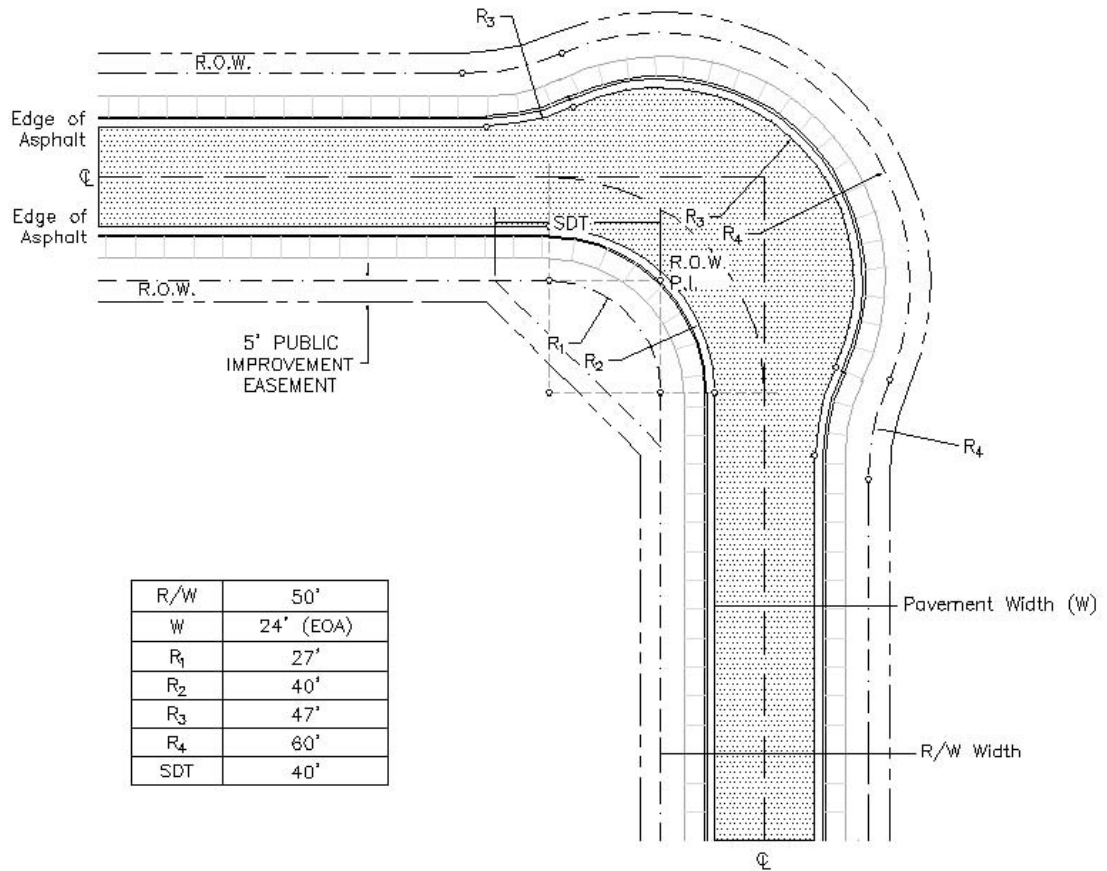 R3
R.O.W.
Edge of
Asphalt
℄
Edge of
Asphalt
SDT
R3
R4
R.O.W.
P.I.
R.O.W.
R1
R2
5' PUBLIC
IMPROVEMENT
EASEMENT
R4
R/W 50'
W 24' (EOA)
R1 27'
R2 40'
R3 47'
R4 60'
SDT 40'
Pavement Width (W)
R/W Width
℄